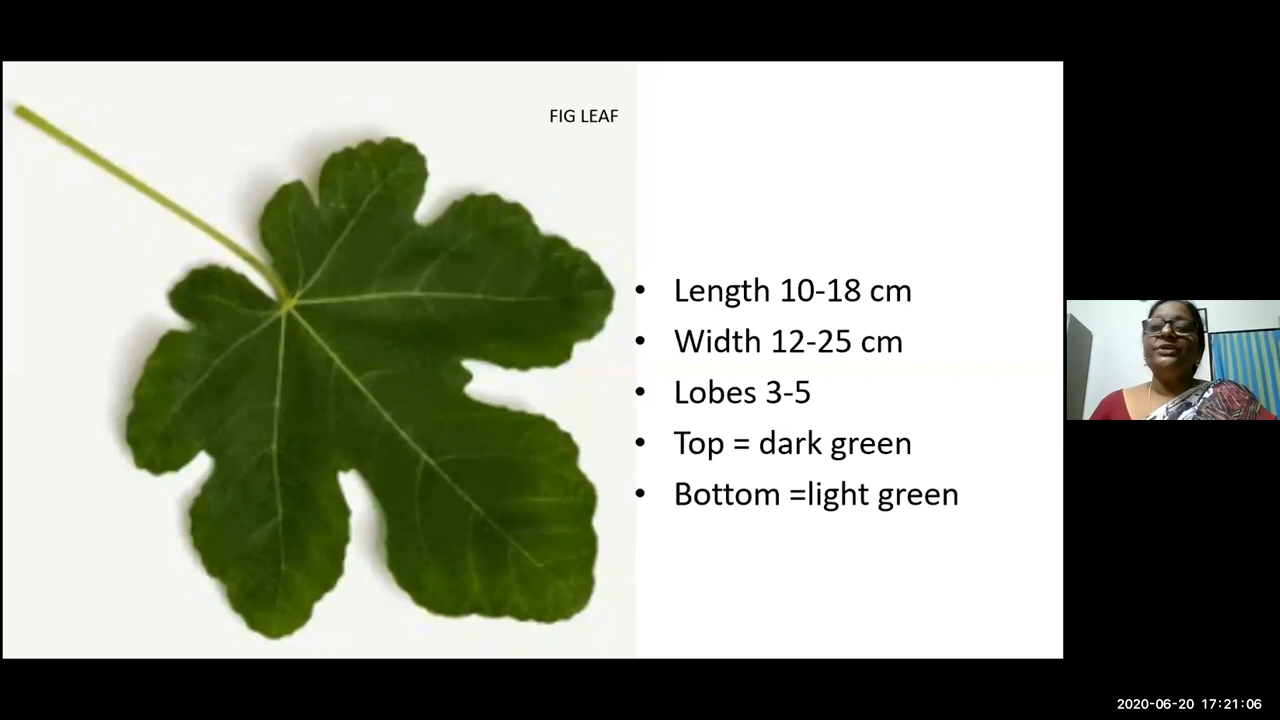 FIG LEAF
• Length 10-18 cm
• Width 12-25 cm
• Lobes 3-5
• Top = dark green
• Bottom =light green
2020-06-20 17:21:06